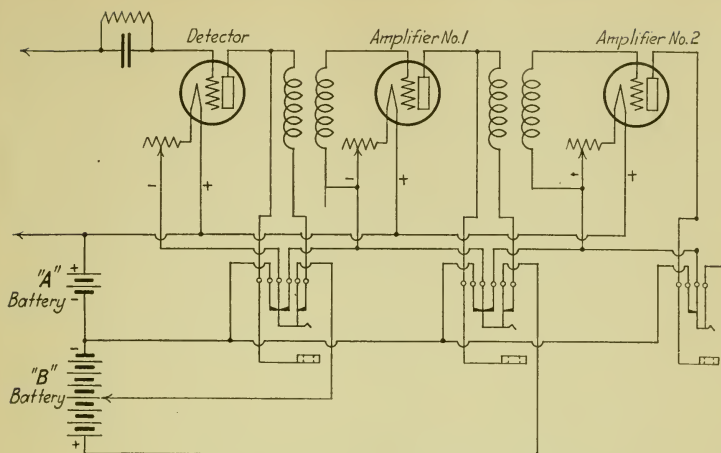 Detector
Amplifier No.1
Amplifier No.2
- +
- +
+
+
"A"
Battery
-
-
"B"
Battery
+